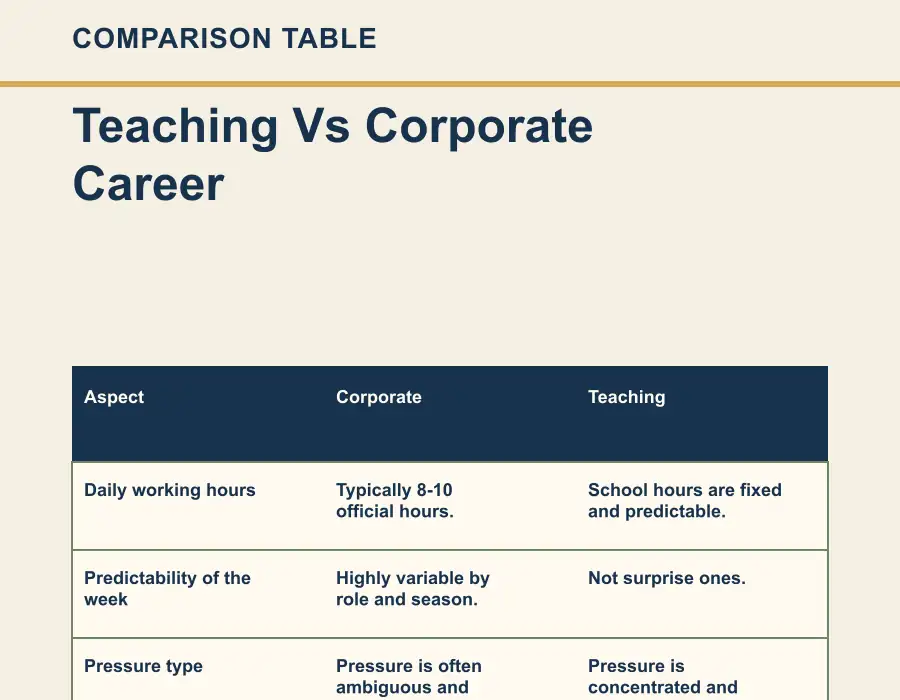 COMPARISON TABLE
Teaching Vs Corporate
Career
Aspect Corporate Teaching
Daily working hours Typically 8-10 School hours are fixed
official hours. and predictable.
Predictability of the Highly variable by Not surprise ones.
week role and season.
Pressure type Pressure is often Pressure is
ambiguous and concentrated and